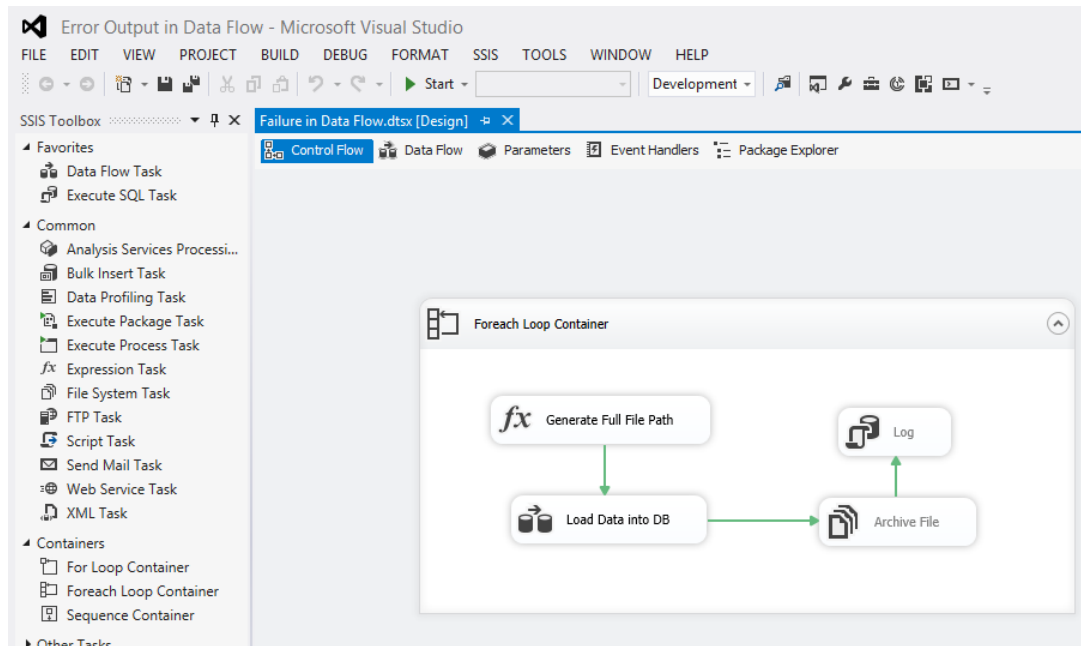 Error Output in Data Flow - Microsoft Visual Studio
FILE EDIT VIEW PROJECT BUILD DEBUG FORMAT SSIS TOOLS WINDOW HELP
Start Development
SSIS Toolbox
Failure in Data Flow.dtsx [Design]
Control Flow Data Flow Parameters Event Handlers Package Explorer
Favorites
Data Flow Task
Execute SQL Task
Common
Analysis Services Processi...
Bulk Insert Task
Data Profiling Task
Execute Package Task
Execute Process Task
fx Expression Task
File System Task
FTP Task
Script Task
Send Mail Task
Web Service Task
XML Task
Containers
For Loop Container
Foreach Loop Container
Sequence Container
Other Tasks
Foreach Loop Container
fx Generate Full File Path
Load Data into DB
Log
Archive File